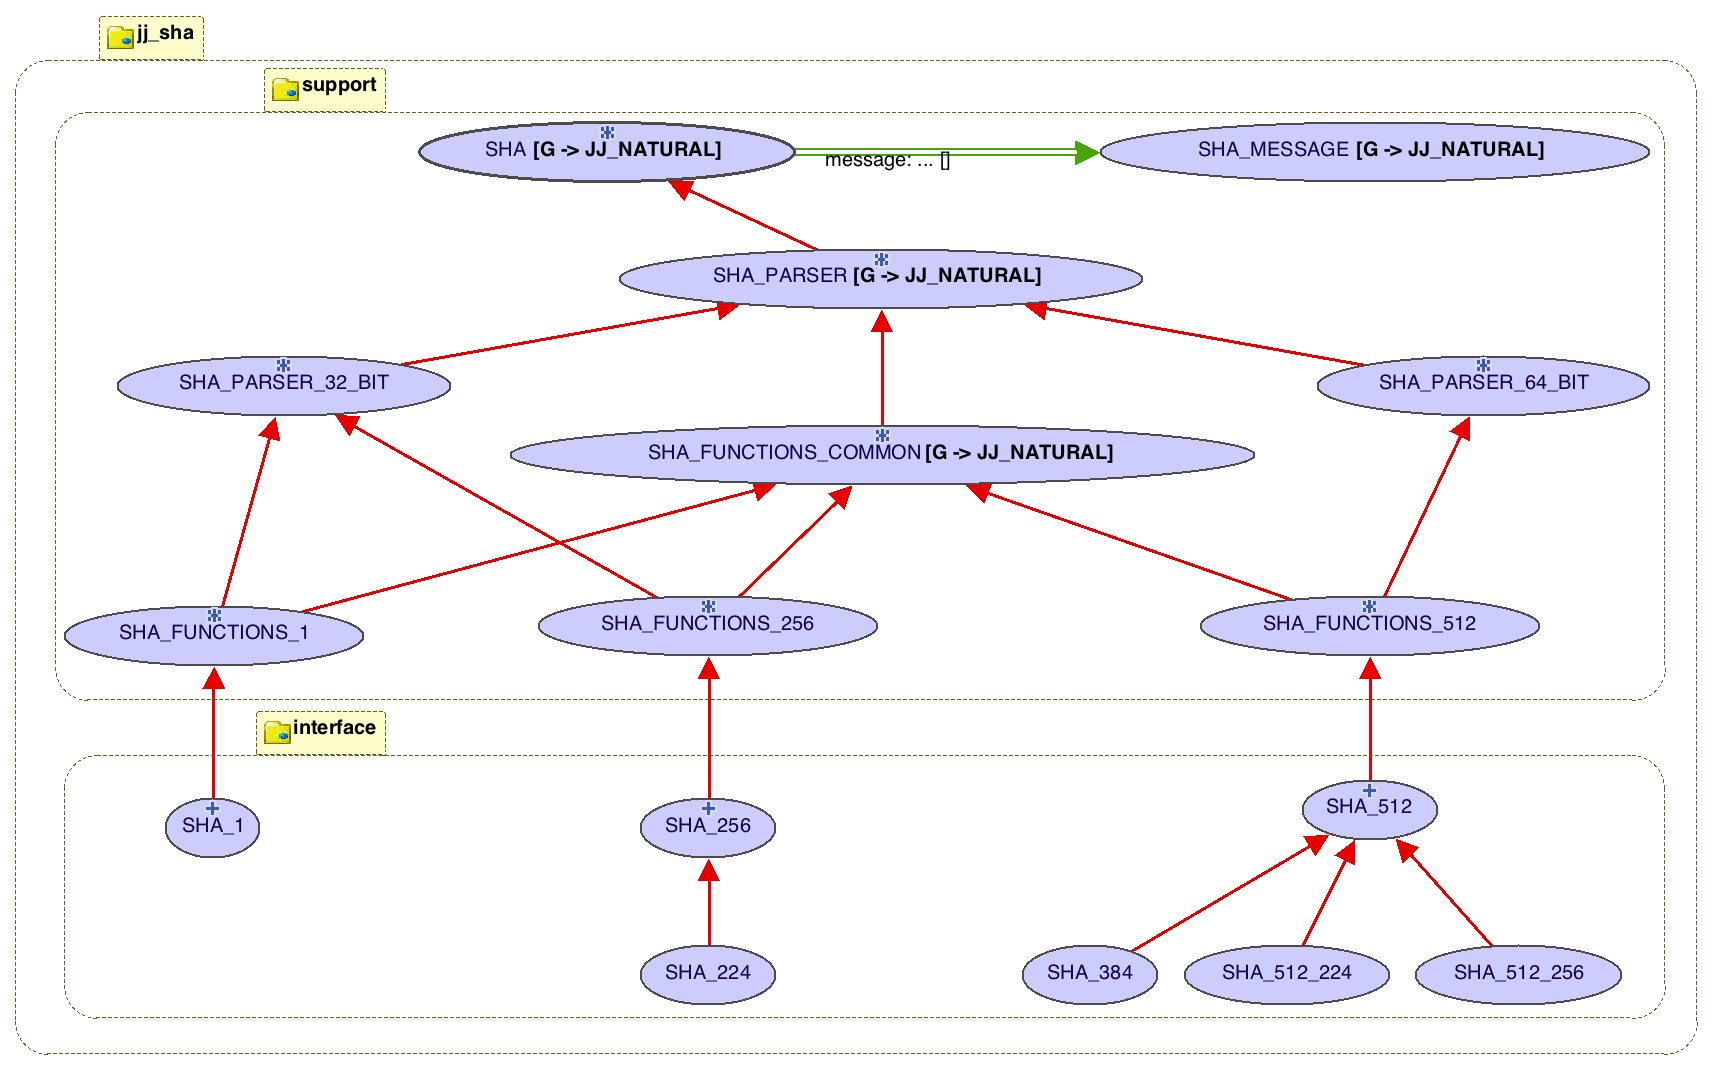 jj_sha
support
SHA [G -> JJ_NATURAL]
message: ... []
SHA_MESSAGE [G -> JJ_NATURAL]
SHA_PARSER [G -> JJ_NATURAL]
SHA_PARSER_32_BIT
SHA_PARSER_64_BIT
SHA_FUNCTIONS_COMMON [G -> JJ_NATURAL]
SHA_FUNCTIONS_1
SHA_FUNCTIONS_256
SHA_FUNCTIONS_512
interface
SHA_1
SHA_256
SHA_512
SHA_224
SHA_384
SHA_512_224
SHA_512_256